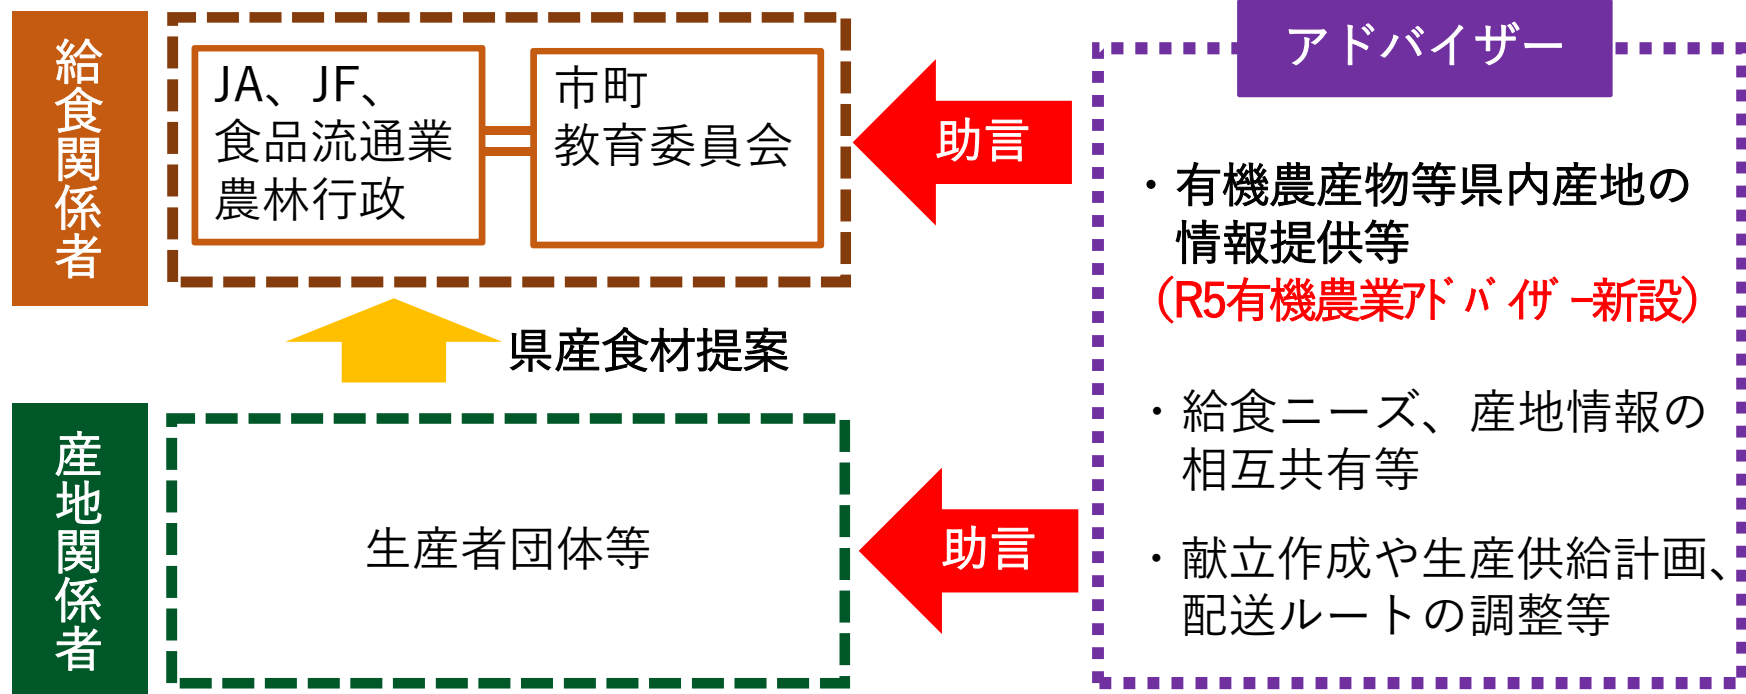 給食関係者
JA、JF、
食品流通業
農林行政
市町
教育委員会
助言
アドバイザー
・有機農産物等県内産地の
情報提供等
（R5有機農業ｱﾄﾞﾊﾞｲｻﾞｰ新設）
・給食ニーズ、産地情報の
相互共有等
・献立作成や生産供給計画、
配送ルートの調整等
県産食材提案
産地関係者
生産者団体等
助言